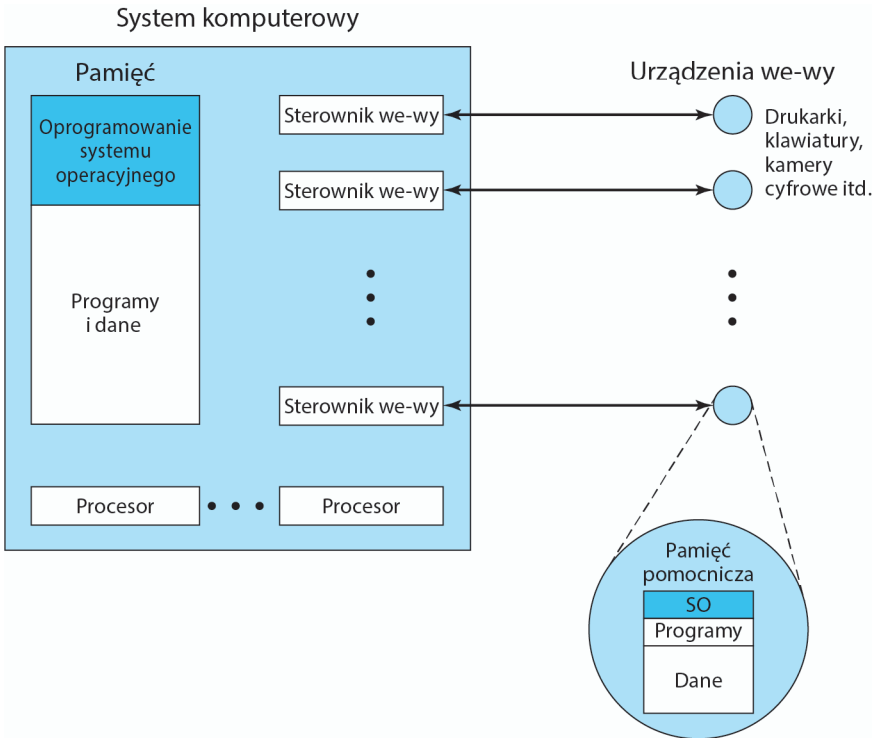 System komputerowy
Pamięć
Oprogramowanie
systemu
operacyjnego
Programy
i dane
Sterownik we-wy
Sterownik we-wy
Sterownik we-wy
Procesor
Procesor
Urządzenia we-wy
Drukarki,
klawiatury,
kamery
cyfrowe itd.
Pamięć
pomocnicza
SO
Programy
Dane